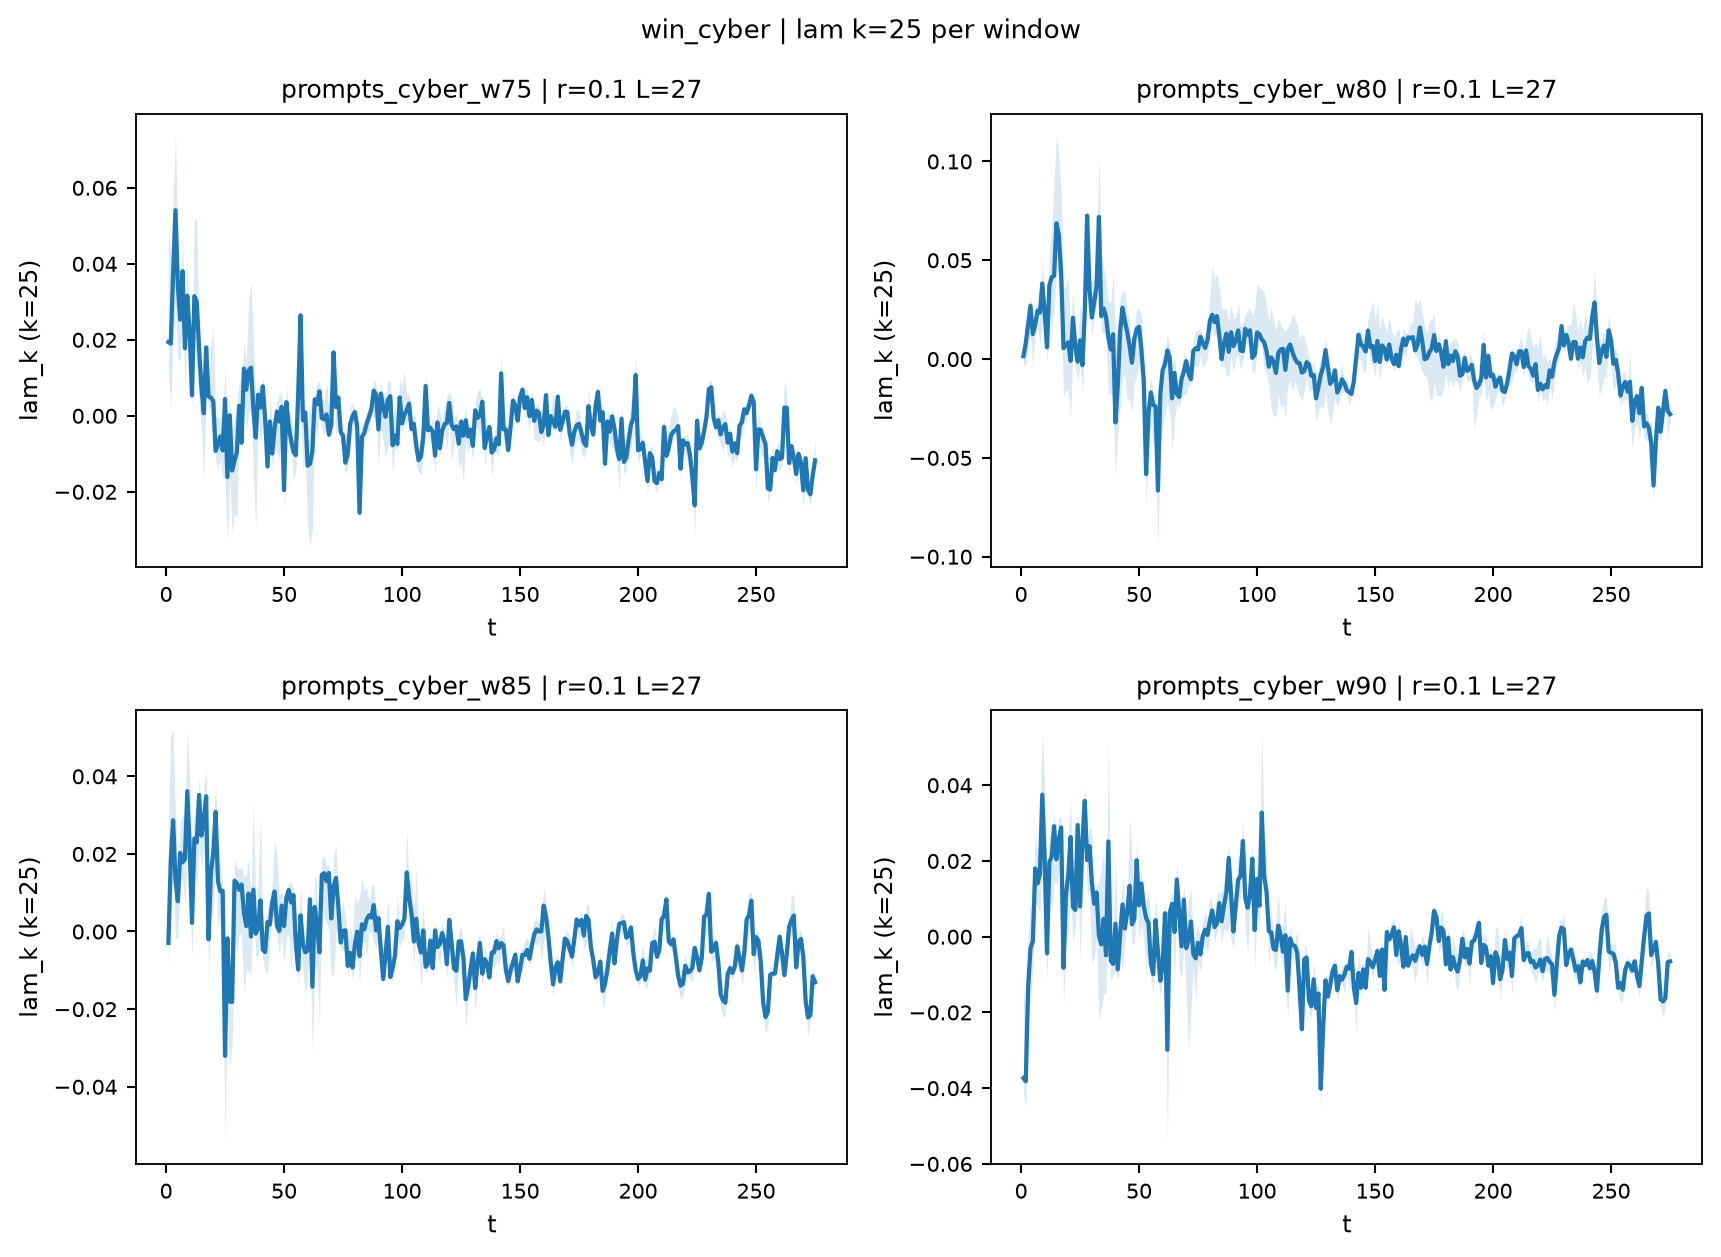 win_cyber | lam k=25 per window
prompts_cyber_w75 | r=0.1 L=27
lam_k (k=25)
0.06
0.04
0.02
0.00
−0.02
0 50 100 150 200 250
t
prompts_cyber_w80 | r=0.1 L=27
lam_k (k=25)
0.10
0.05
0.00
−0.05
−0.10
0 50 100 150 200 250
t
prompts_cyber_w85 | r=0.1 L=27
lam_k (k=25)
0.04
0.02
0.00
−0.02
−0.04
0 50 100 150 200 250
t
prompts_cyber_w90 | r=0.1 L=27
lam_k (k=25)
0.04
0.02
0.00
−0.02
−0.04
−0.06
0 50 100 150 200 250
t